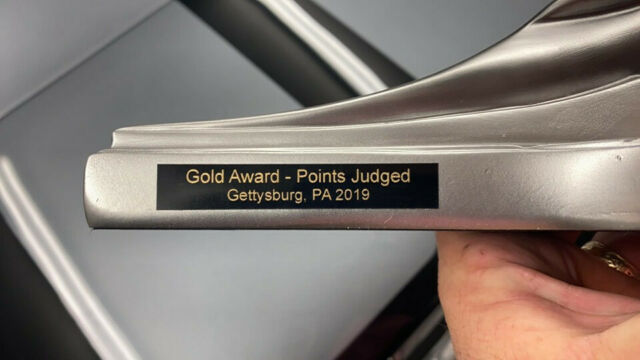 Gold Award - Points Judged
Gettysburg, PA 2019